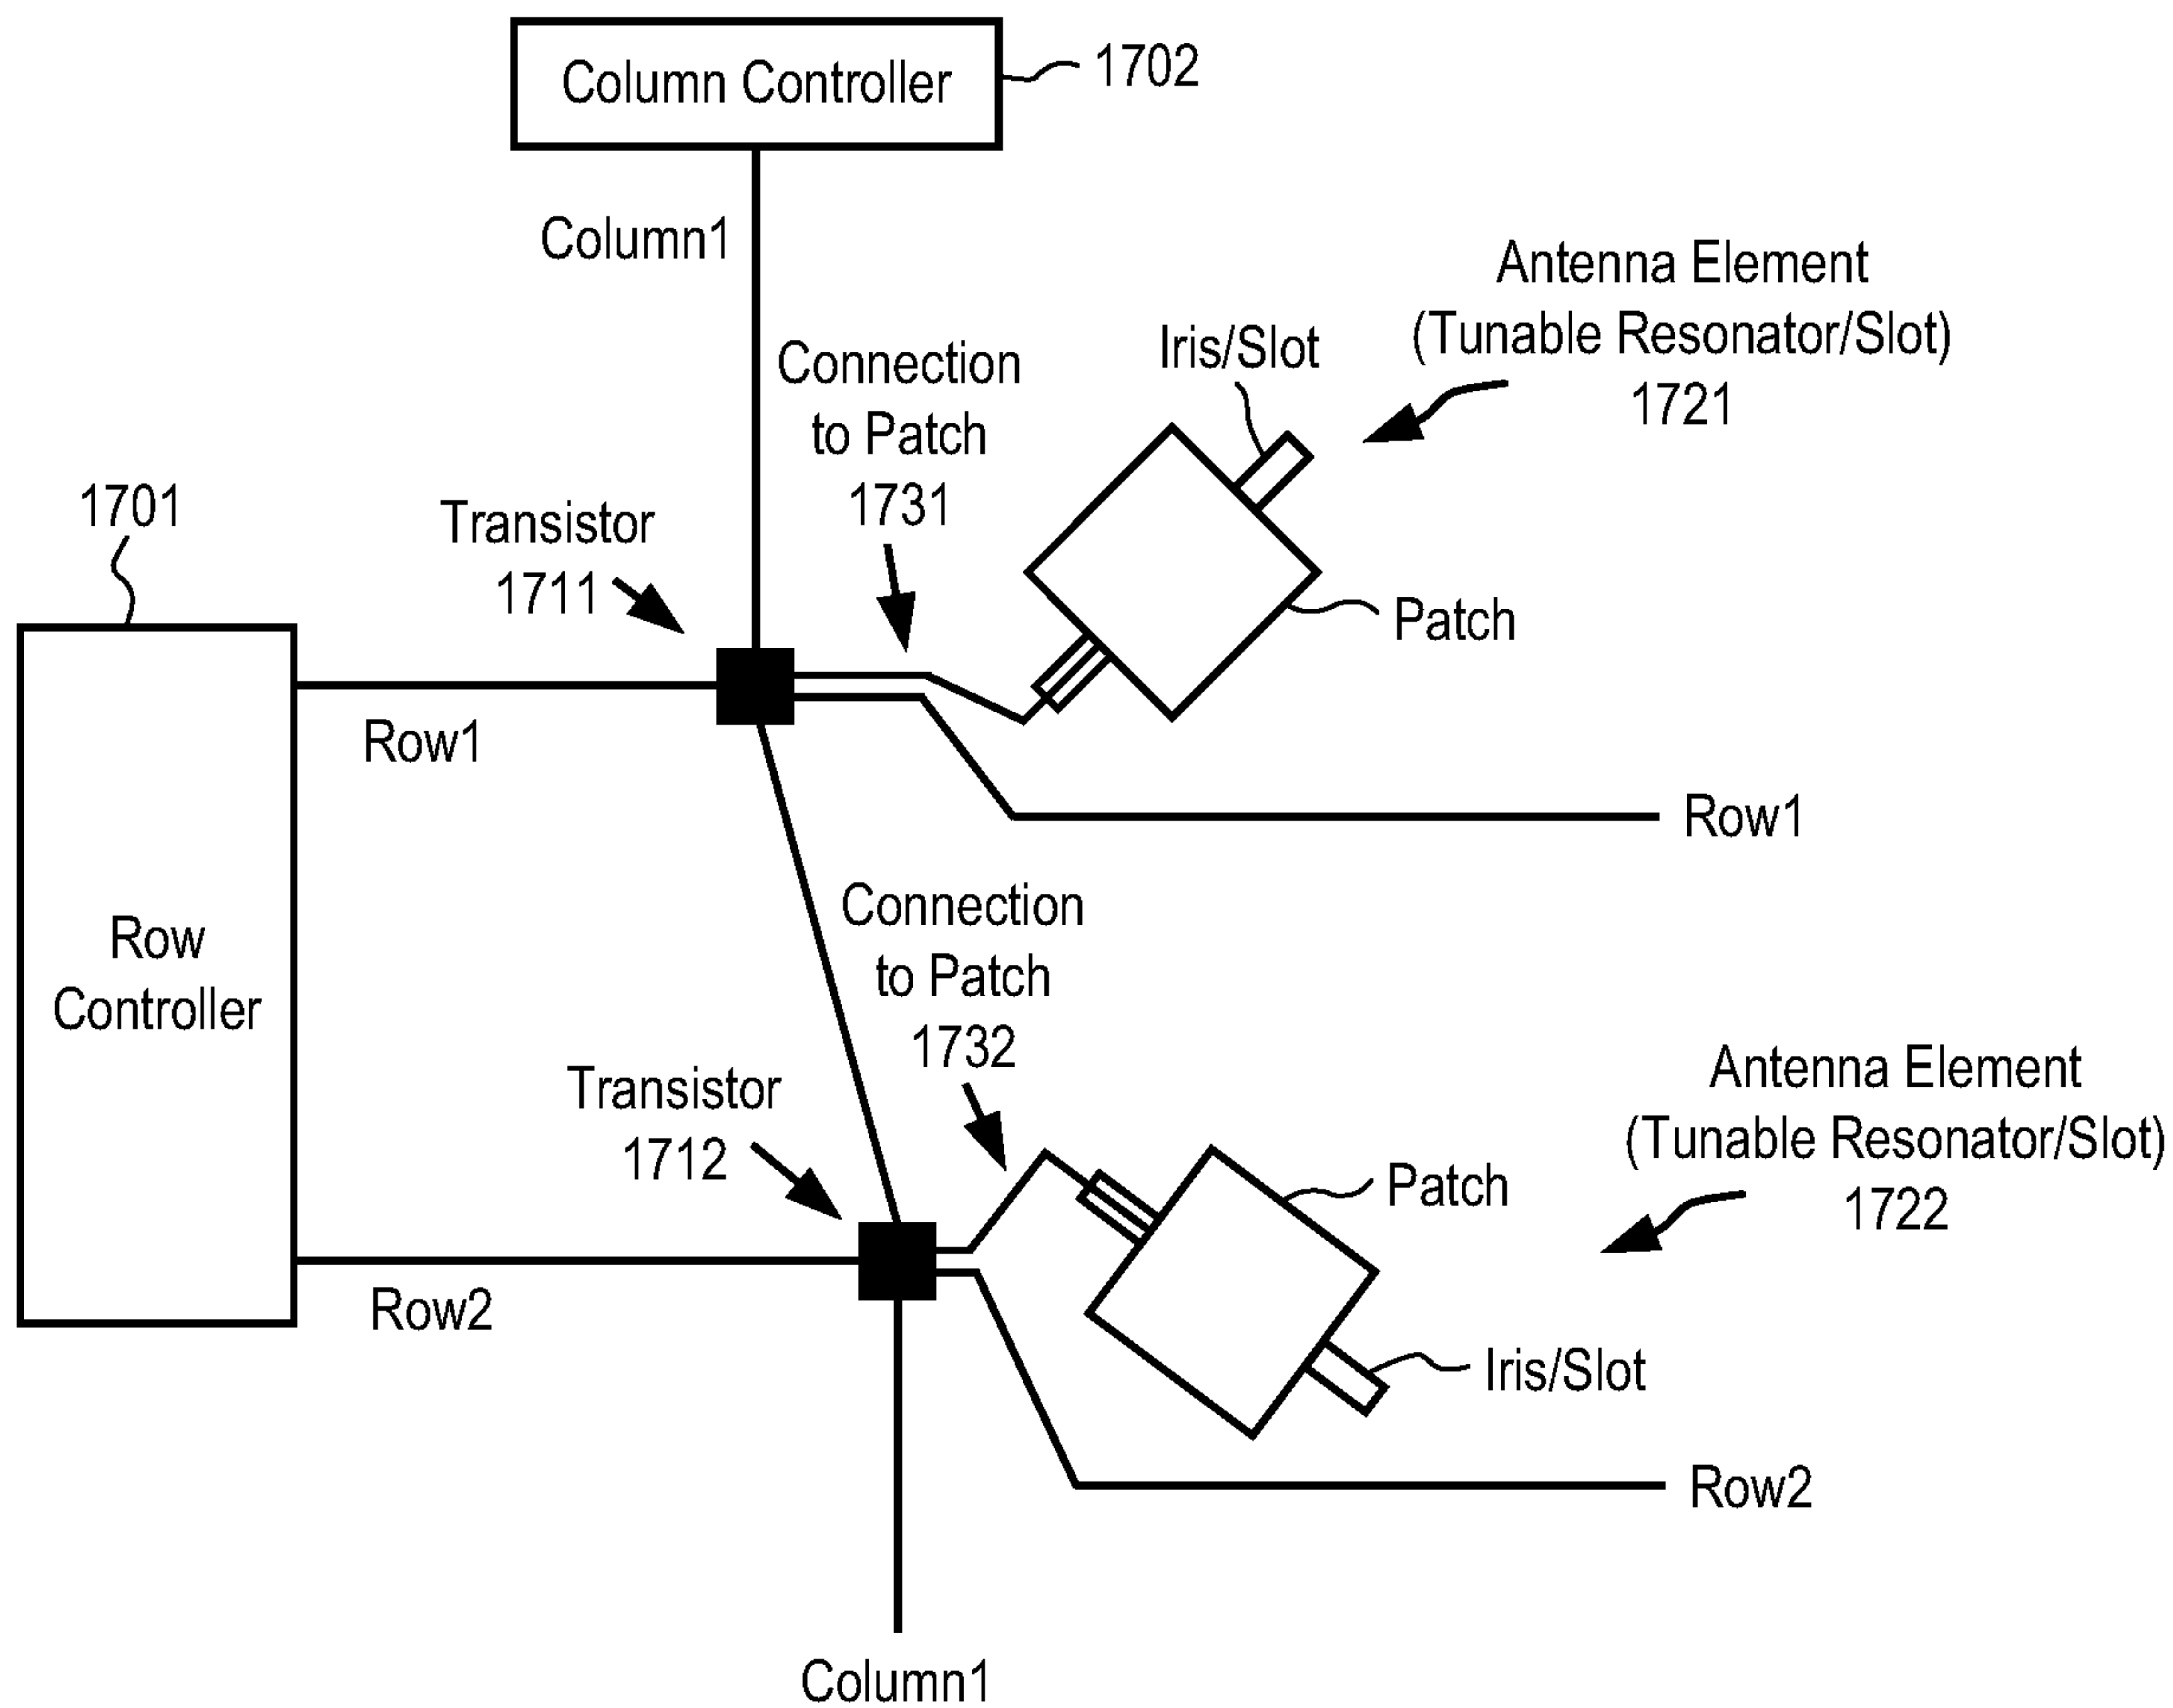 Column Controller
1702
Column1
Antenna Element
(Tunable Resonator/Slot)
1721
Iris/Slot
Connection
to Patch
1731
1701
Transistor
1711
Patch
Row1
Row1
Row
Controller
Connection
to Patch
1732
Transistor
1712
Antenna Element
(Tunable Resonator/Slot)
1722
Patch
Row2
Iris/Slot
Row2
Column1